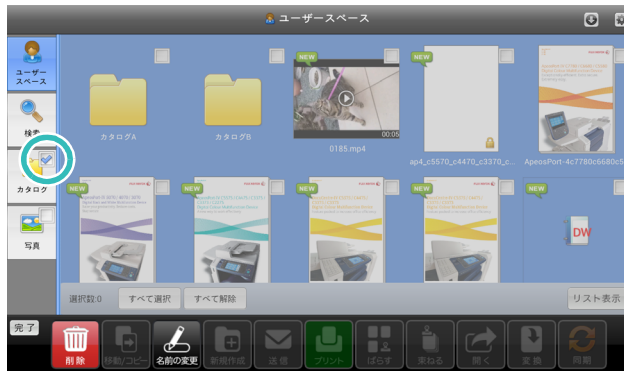 ユーザースペース
ユーザー
スペース
検索
カタログ
写真
カタログA
カタログB
NEW
00:05
0185.mp4
NEW
ap4_c5570_c4470_c3370_c...
ApeosPort-4c7780c6680c5
NEW
NEW
NEW
NEW
NEW
DW
選択数:0
すべて選択
すべて解除
リスト表示
完了
削除
移動/コピー
名前の変更
新規作成
送信
プリント
ばらす
束ねる
開く
変換
同期